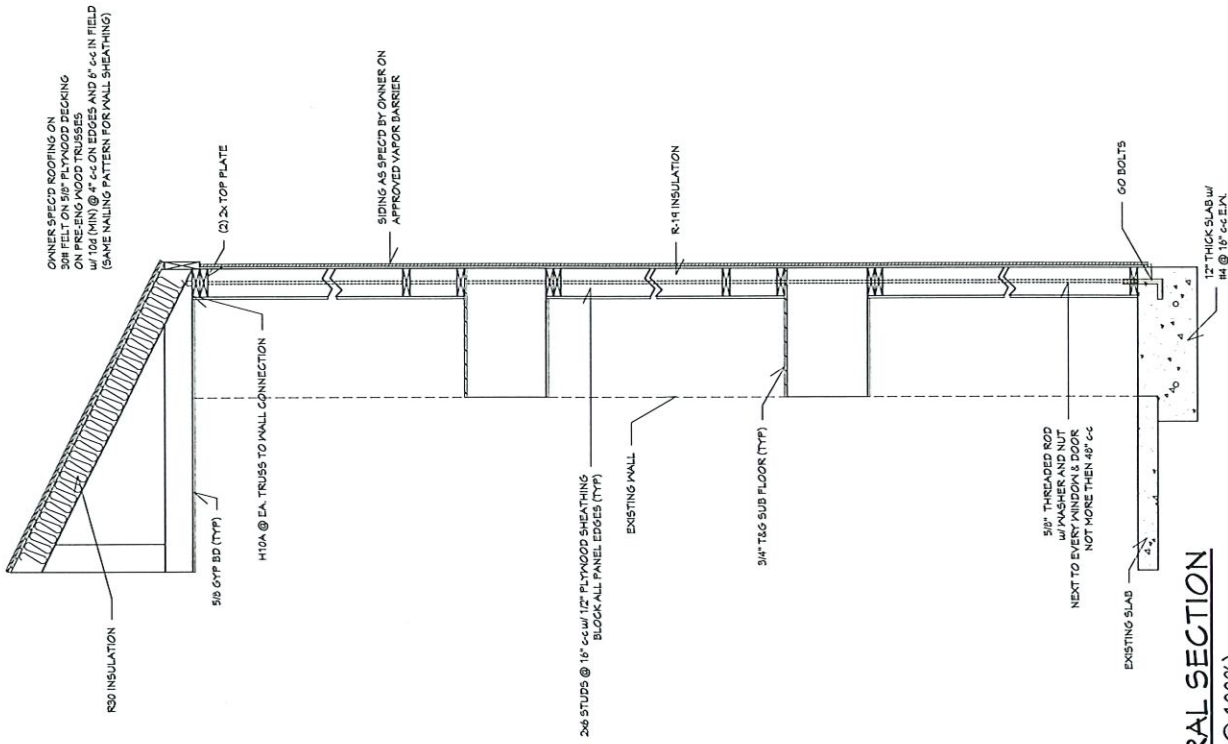 OWNER SPEC'D ROOFING ON
30# FELT ON 5/8" PLYWOOD DECKING
ON PRE-ENG WOOD TRUSSES
w/ 10d (MIN) @ 4" c-c ON EDGES AND 6" c-c IN FIELD
(SAME NAILING PATTERN FOR WALL SHEATHING)
R30 INSULATION
(2) 2x TOP PLATE
5/8 GYP BD (TYP)
H10A @ EA. TRUSS TO WALL CONNECTION
SIDING AS SPEC'D BY OWNER ON
APPROVED VAPOR BARRIER
2x6 STUDS @ 16" c-c w/ 1/2" PLYWOOD SHEATHING
BLOCK ALL PANEL EDGES (TYP)
R-19 INSULATION
EXISTING WALL
3/4" T&G SUB FLOOR (TYP)
5/8" THREADED ROD
w/ WASHER AND NUT
NEXT TO EVERY WINDOW & DOOR
NOT MORE THEN 48" c-c
GO BOLTS
EXISTING SLAB
12" THICK SLAB w/
#4 @ 16" c-c E.W.
RAL SECTION